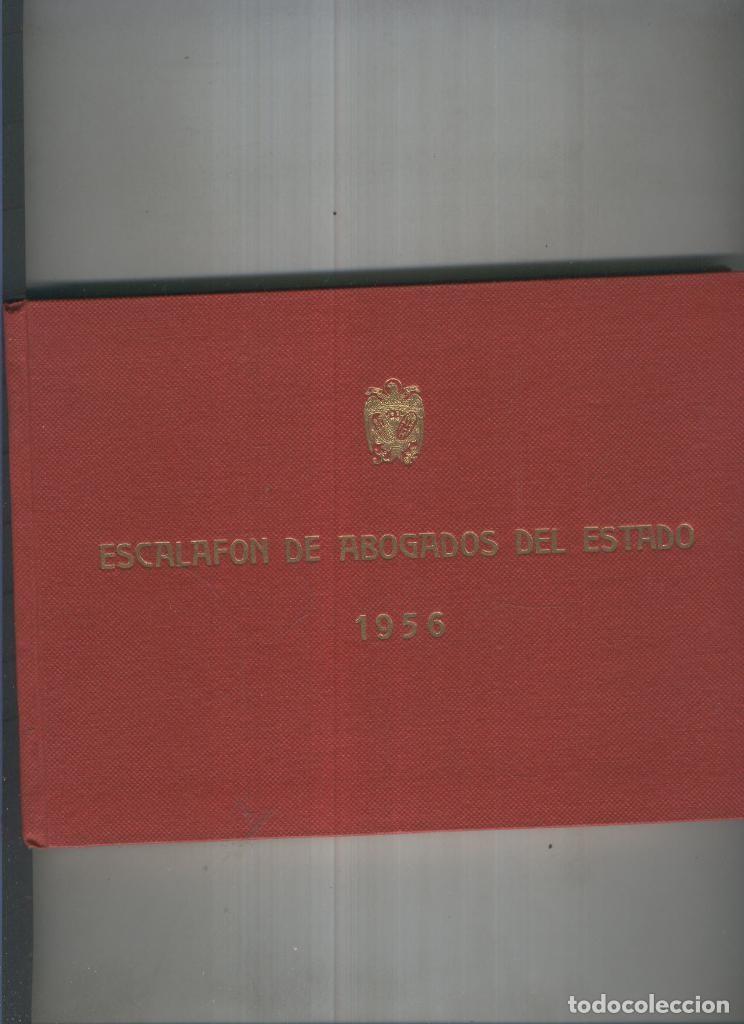 ESCALAFON DE ABOGADOS DEL ESTADO
1956
todocoleccion